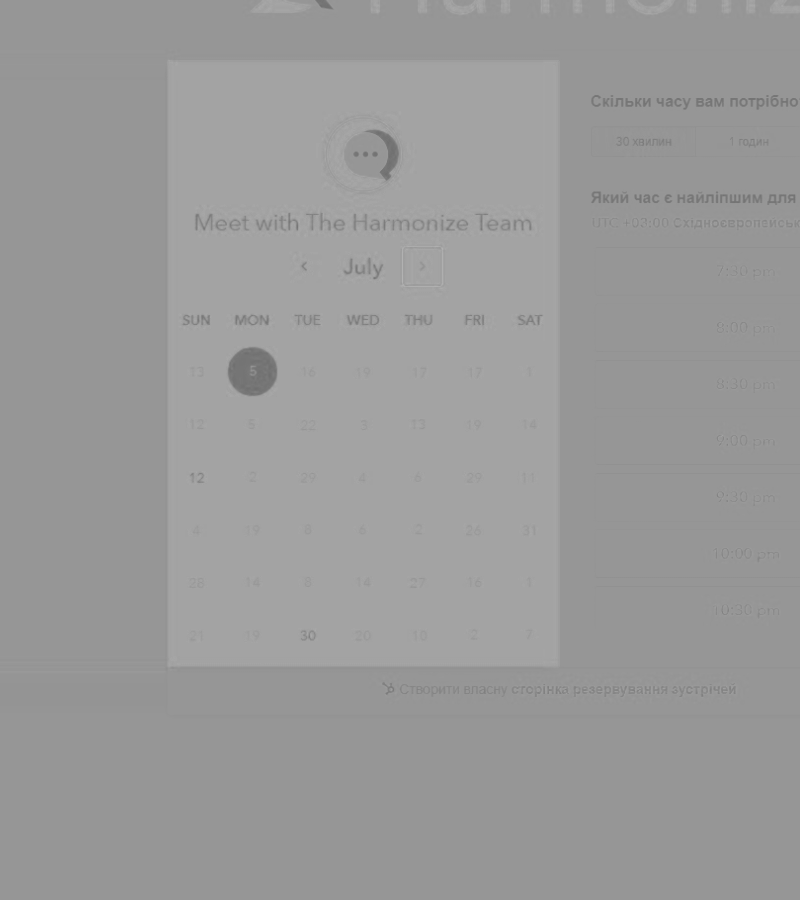 Harmoniz
Meet with The Harmonize Team
July
SUN MON TUE WED THU FRI SAT
13 5 16 19 12 12 1
12 5 22 3 13 19 14
12 2 29 4 6 29 11
4 19 8 6 2 26 31
28 14 8 14 27 16 1
21 19 30 20 18 2 7
Скільки часу вам потрібно
30 хвилин 1 годин
Який час є найліпшим для
UTC +03:00 Східноєвропейськ
7:30 pm
8:00 pm
8:30 pm
9:00 pm
9:30 pm
10:00 pm
10:30 pm
Створити власну сторінка резервування зустрічей